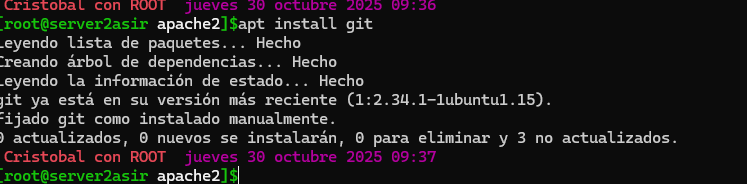 Cristobal con ROOT jueves 30 octubre 2025 09:36
[root@server2asir apache2]$apt install git
Leyendo lista de paquetes... Hecho
Creando árbol de dependencias... Hecho
Leyendo la información de estado... Hecho
git ya está en su versión más reciente (1:2.34.1-1ubuntu1.15).
fijado git como instalado manualmente.
0 actualizados, 0 nuevos se instalarán, 0 para eliminar y 3 no actualizados.
Cristobal con ROOT jueves 30 octubre 2025 09:37
[root@server2asir apache2]$